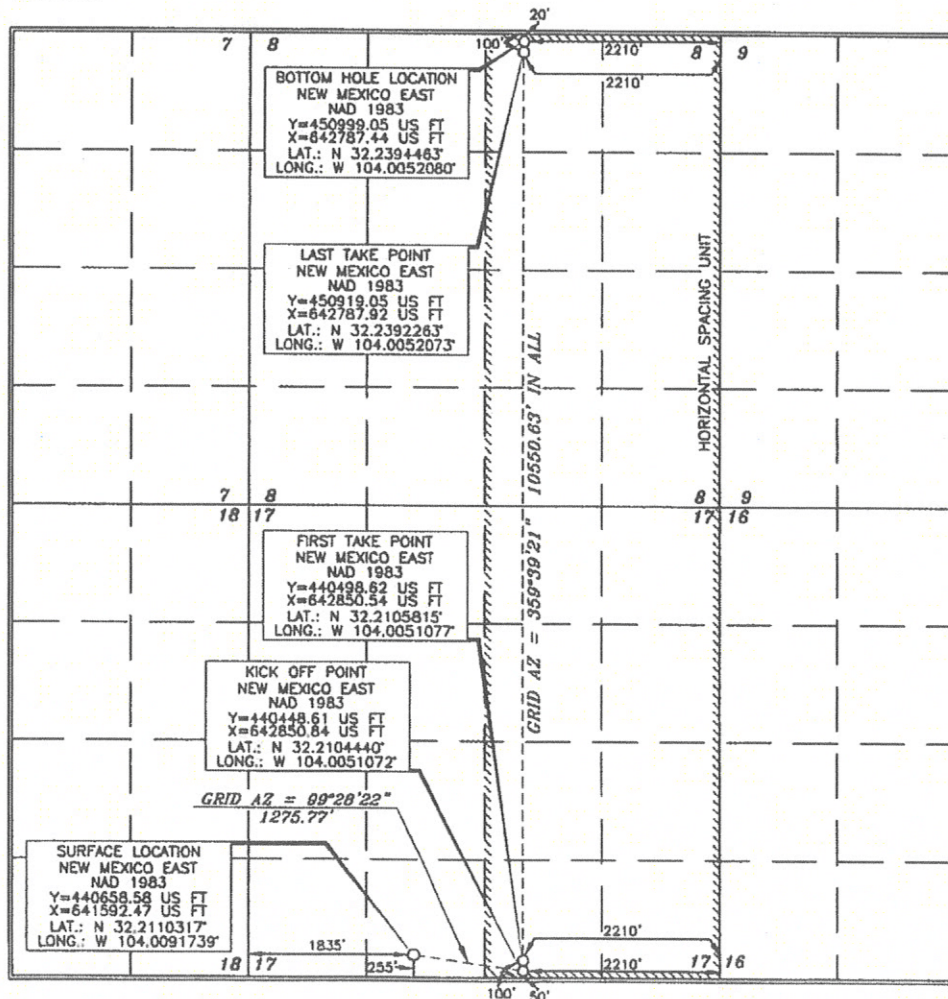 20'
7 8
100'
2210'
8 9
2210'
BOTTOM HOLE LOCATION
NEW MEXICO EAST
NAD 1983
Y=450999.05 US FT
X=642787.44 US FT
LAT.: N 32.2394463°
LONG.: W 104.0052080°
LAST TAKE POINT
NEW MEXICO EAST
NAD 1983
Y=450919.05 US FT
X=642787.92 US FT
LAT.: N 32.2392263°
LONG.: W 104.0052073°
GRID AZ = 359°39'21" 10550.63' IN ALL
HORIZONTAL SPACING UNIT
7 8
18 17
8 9
17 16
FIRST TAKE POINT
NEW MEXICO EAST
NAD 1983
Y=440498.62 US FT
X=642850.54 US FT
LAT.: N 32.2105815°
LONG.: W 104.0051077°
KICK OFF POINT
NEW MEXICO EAST
NAD 1983
Y=440448.61 US FT
X=642850.84 US FT
LAT.: N 32.2104440°
LONG.: W 104.0051072°
GRID AZ = 99°28'22"
1275.77'
SURFACE LOCATION
NEW MEXICO EAST
NAD 1983
Y=440658.58 US FT
X=641592.47 US FT
LAT.: N 32.2110317°
LONG.: W 104.0091739°
1835'
255'
18 17
2210'
2210'
17 16
100'
50'